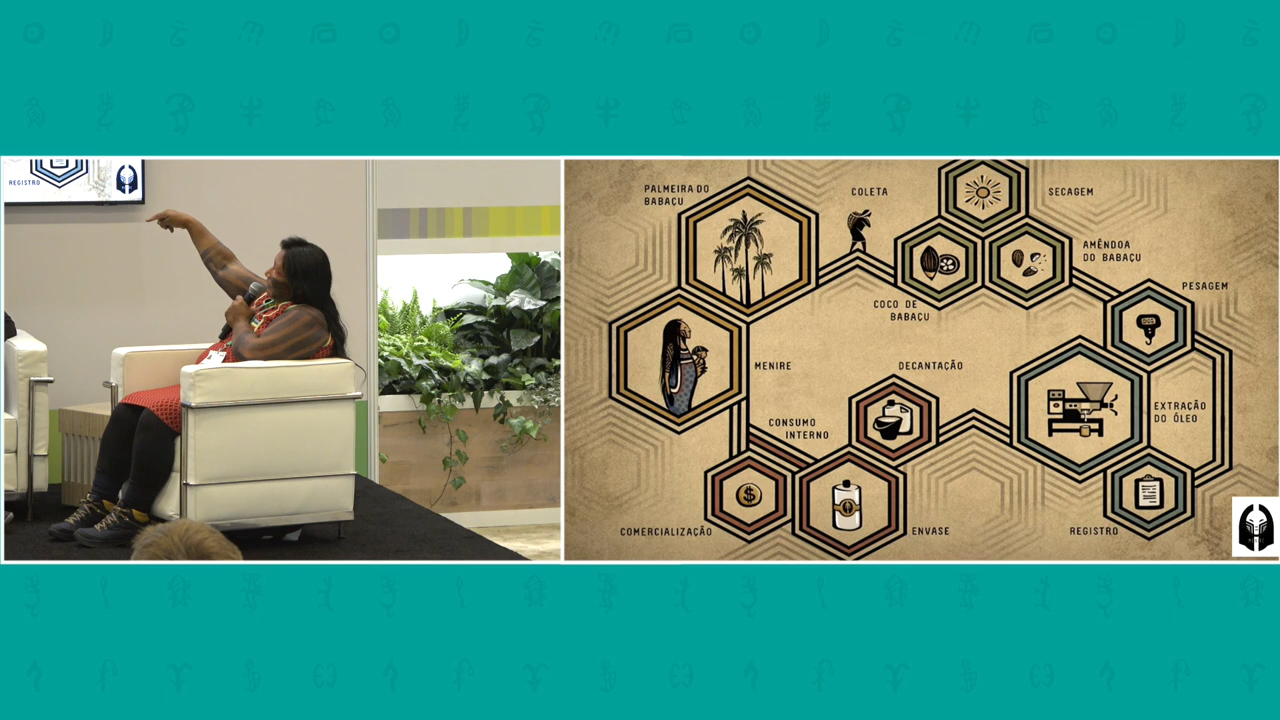 REGISTRO
PALMEIRA DO
BABAÇU
COLETA
SECAGEM
AMÊNDOA
DO BABAÇU
COCO DE
BABAÇU
PESAGEM
MENIRE
DECANTAÇÃO
EXTRAÇÃO
DO ÓLEO
CONSUMO
INTERNO
$
COMERCIALIZAÇÃO
ENVASE
REGISTRO